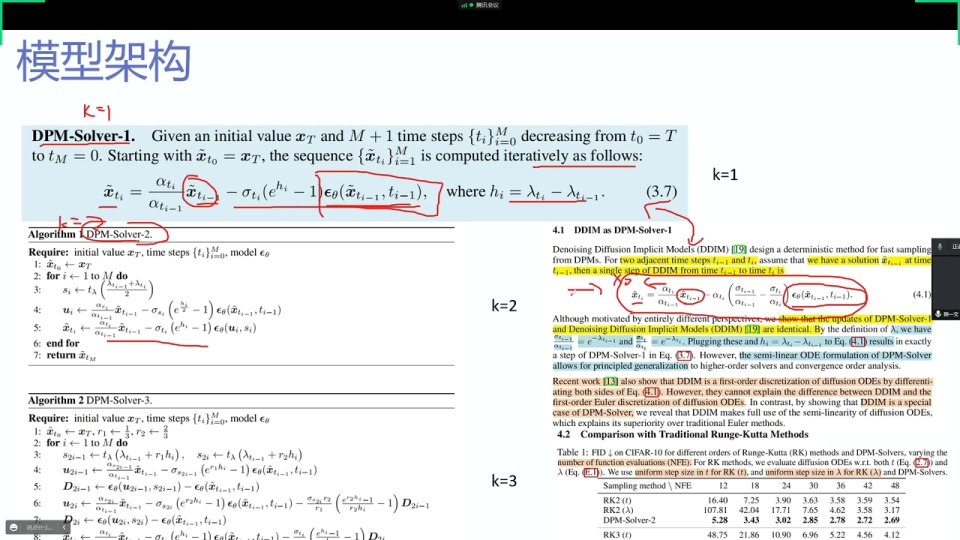 腾讯会议
模型架构
k=1
DPM-Solver-1. Given an initial value x_T and M + 1 time steps {t_i}_{i=0}^M decreasing from t_0 = T
to t_M = 0. Starting with x̃_{t_0} = x_T, the sequence {x̃_{t_i}}_{i=1}^M is computed iteratively as follows:
x̃_{t_i} = \frac{α_{t_i}}{α_{t_{i-1}}} x̃_{t_{i-1}} − σ_{t_i}(e^{h_i} − 1)ε_θ(x̃_{t_{i-1}}, t_{i-1}), where h_i = λ_{t_i} − λ_{t_{i-1}}. (3.7)
k=1
k=2
Algorithm 1 DPM-Solver-2.
Require: initial value x_T, time steps {t_i}_{i=0}^M, model ε_θ
1: x̃_{t_0} ← x_T
2: for i ← 1 to M do
3: s_i ← t_λ(\frac{λ_{t_{i-1}}+λ_{t_i}}{2})
4: u_i ← \frac{α_{s_i}}{α_{t_{i-1}}} x̃_{t_{i-1}} − σ_{s_i}(e^{\frac{h_i}{2}} − 1)ε_θ(x̃_{t_{i-1}}, t_{i-1})
5: x̃_{t_i} ← \frac{α_{t_i}}{α_{t_{i-1}}} x̃_{t_{i-1}} − σ_{t_i}(e^{h_i} − 1)ε_θ(u_i, s_i)
6: end for
7: return x̃_{t_M}
k=2
Algorithm 2 DPM-Solver-3.
Require: initial value x_T, time steps {t_i}_{i=0}^M, model ε_θ
1: x̃_{t_0} ← x_T, r_1 ← \frac{1}{3}, r_2 ← \frac{2}{3}
2: for i ← 1 to M do
3: s_{2i−1} ← t_λ(λ_{t_{i-1}} + r_1h_i), s_{2i} ← t_λ(λ_{t_{i-1}} + r_2h_i)
4: u_{2i−1} ← \frac{α_{s_{2i-1}}}{α_{t_{i-1}}} x̃_{t_{i-1}} − σ_{s_{2i-1}}(e^{r_1h_i} − 1)ε_θ(x̃_{t_{i-1}}, t_{i-1})
5: D_{2i−1} ← ε_θ(u_{2i−1}, s_{2i−1}) − ε_θ(x̃_{t_{i-1}}, t_{i-1})
6: u_{2i} ← \frac{α_{s_{2i}}}{α_{t_{i-1}}} x̃_{t_{i-1}} − σ_{s_{2i}}(e^{r_2h_i} − 1)ε_θ(x̃_{t_{i-1}}, t_{i-1}) − \frac{σ_{s_{2i}}r_2}{r_1}(\frac{e^{r_2h_i}−1}{r_2h_i} − 1)D_{2i−1}
7: D_{2i} ← ε_θ(u_{2i}, s_{2i}) − ε_θ(x̃_{t_{i-1}}, t_{i-1})
k=3
4.1 DDIM as DPM-Solver-1
Denoising Diffusion Implicit Models (DDIM) [19] design a deterministic method for fast sampling
from DPMs. For two adjacent time steps t_{i−1} and t_i, assume that we have a solution x̃_{t_{i-1}} at time
t_{i−1}, then a single step of DDIM from time t_{i−1} to time t_i is
x̃_{t_i} = \frac{α_{t_i}}{α_{t_{i-1}}} x̃_{t_{i-1}} − α_{t_i}(\frac{σ_{t_{i-1}}}{α_{t_{i-1}}} − \frac{σ_{t_i}}{α_{t_i}})ε_θ(x̃_{t_{i-1}}, t_{i−1}). (4.1)
Although motivated by entirely different perspectives, we show that the updates of DPM-Solver-1
and Denoising Diffusion Implicit Models (DDIM) [19] are identical. By the definition of λ, we have
\frac{σ_{t_{i-1}}}{α_{t_{i-1}}} = e^{−λ_{t_{i-1}}} and \frac{σ_{t_i}}{α_{t_i}} = e^{−λ_{t_i}}. Plugging these and h_i = λ_{t_i} − λ_{t_{i-1}} to Eq. (4.1) results in exactly
a step of DPM-Solver-1 in Eq. (3.7). However, the semi-linear ODE formulation of DPM-Solver
allows for principled generalization to higher-order solvers and convergence order analysis.
Recent work [13] also show that DDIM is a first-order discretization of diffusion ODEs by differenti-
ating both sides of Eq. (4.1). However, they cannot explain the difference between DDIM and the
first-order Euler discretization of diffusion ODEs. In contrast, by showing that DDIM is a special
case of DPM-Solver, we reveal that DDIM makes full use of the semi-linearity of diffusion ODEs,
which explains its superiority over traditional Euler methods.
4.2 Comparison with Traditional Runge-Kutta Methods
Table 1: FID ↓ on CIFAR-10 for different orders of Runge-Kutta (RK) methods and DPM-Solvers, varying the
number of function evaluations (NFE). For RK methods, we evaluate diffusion ODEs w.r.t. both t (Eq. (2.7)) and
λ (Eq. (E.1)). We use uniform step size in t for RK (t), and uniform step size in λ for RK (λ) and DPM-Solvers.
Sampling method \ NFE 12 18 24 30 36 42 48
RK2 (t) 16.40 7.25 3.90 3.63 3.58 3.59 3.54
RK2 (λ) 107.81 42.04 17.71 7.65 4.62 3.58 3.17
DPM-Solver-2 5.28 3.43 3.02 2.85 2.78 2.72 2.69
RK3 (t) 48.75 21.86 10.90 6.96 5.22 4.56 4.12